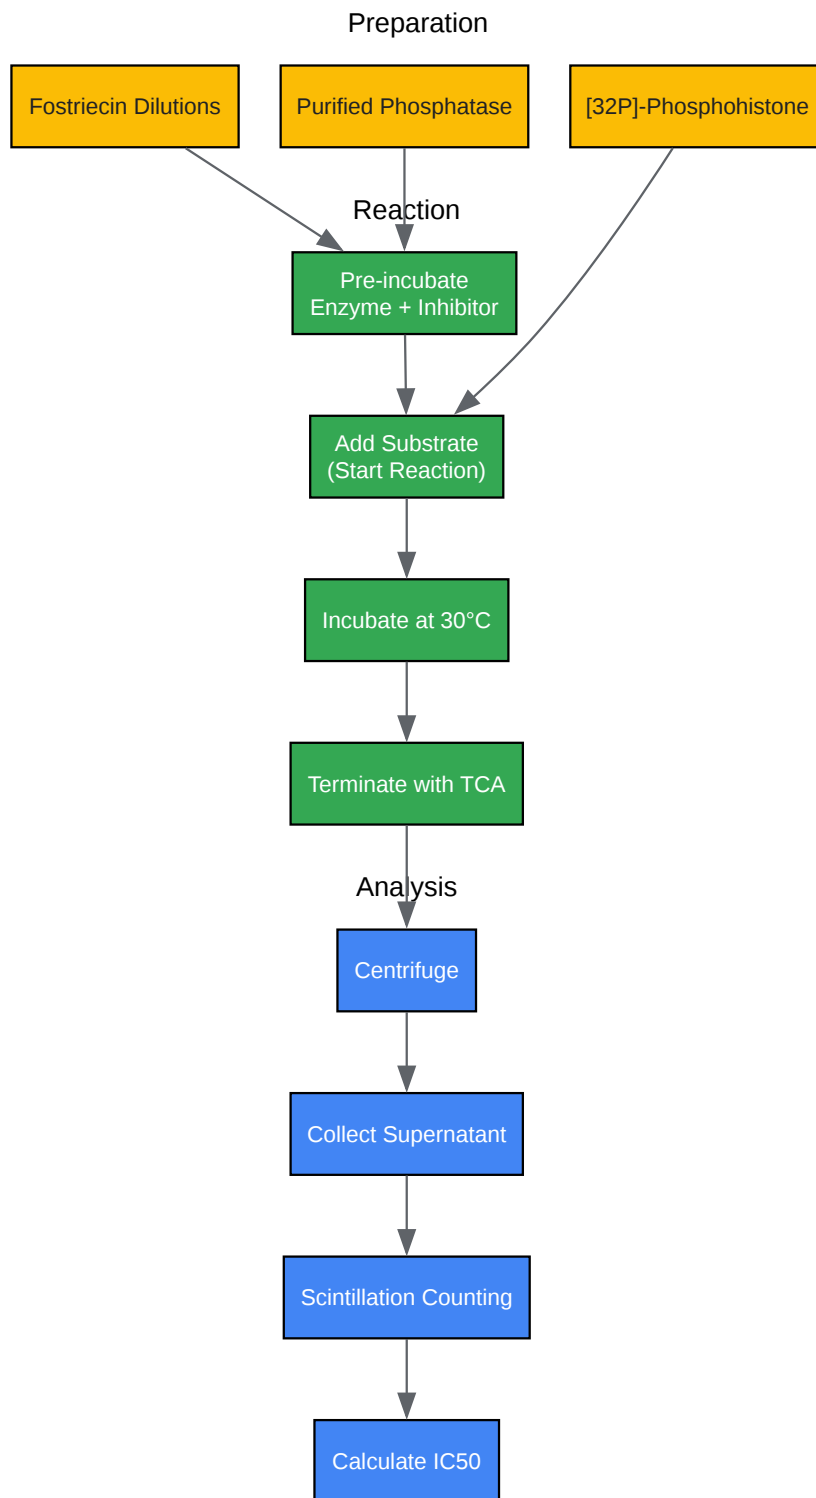 Preparation
Fostriecin Dilutions
Purified Phosphatase
[32P]-Phosphohistone
Reaction
Pre-incubate
Enzyme + Inhibitor
Add Substrate
(Start Reaction)
Incubate at 30°C
Terminate with TCA
Analysis
Centrifuge
Collect Supernatant
Scintillation Counting
Calculate IC50